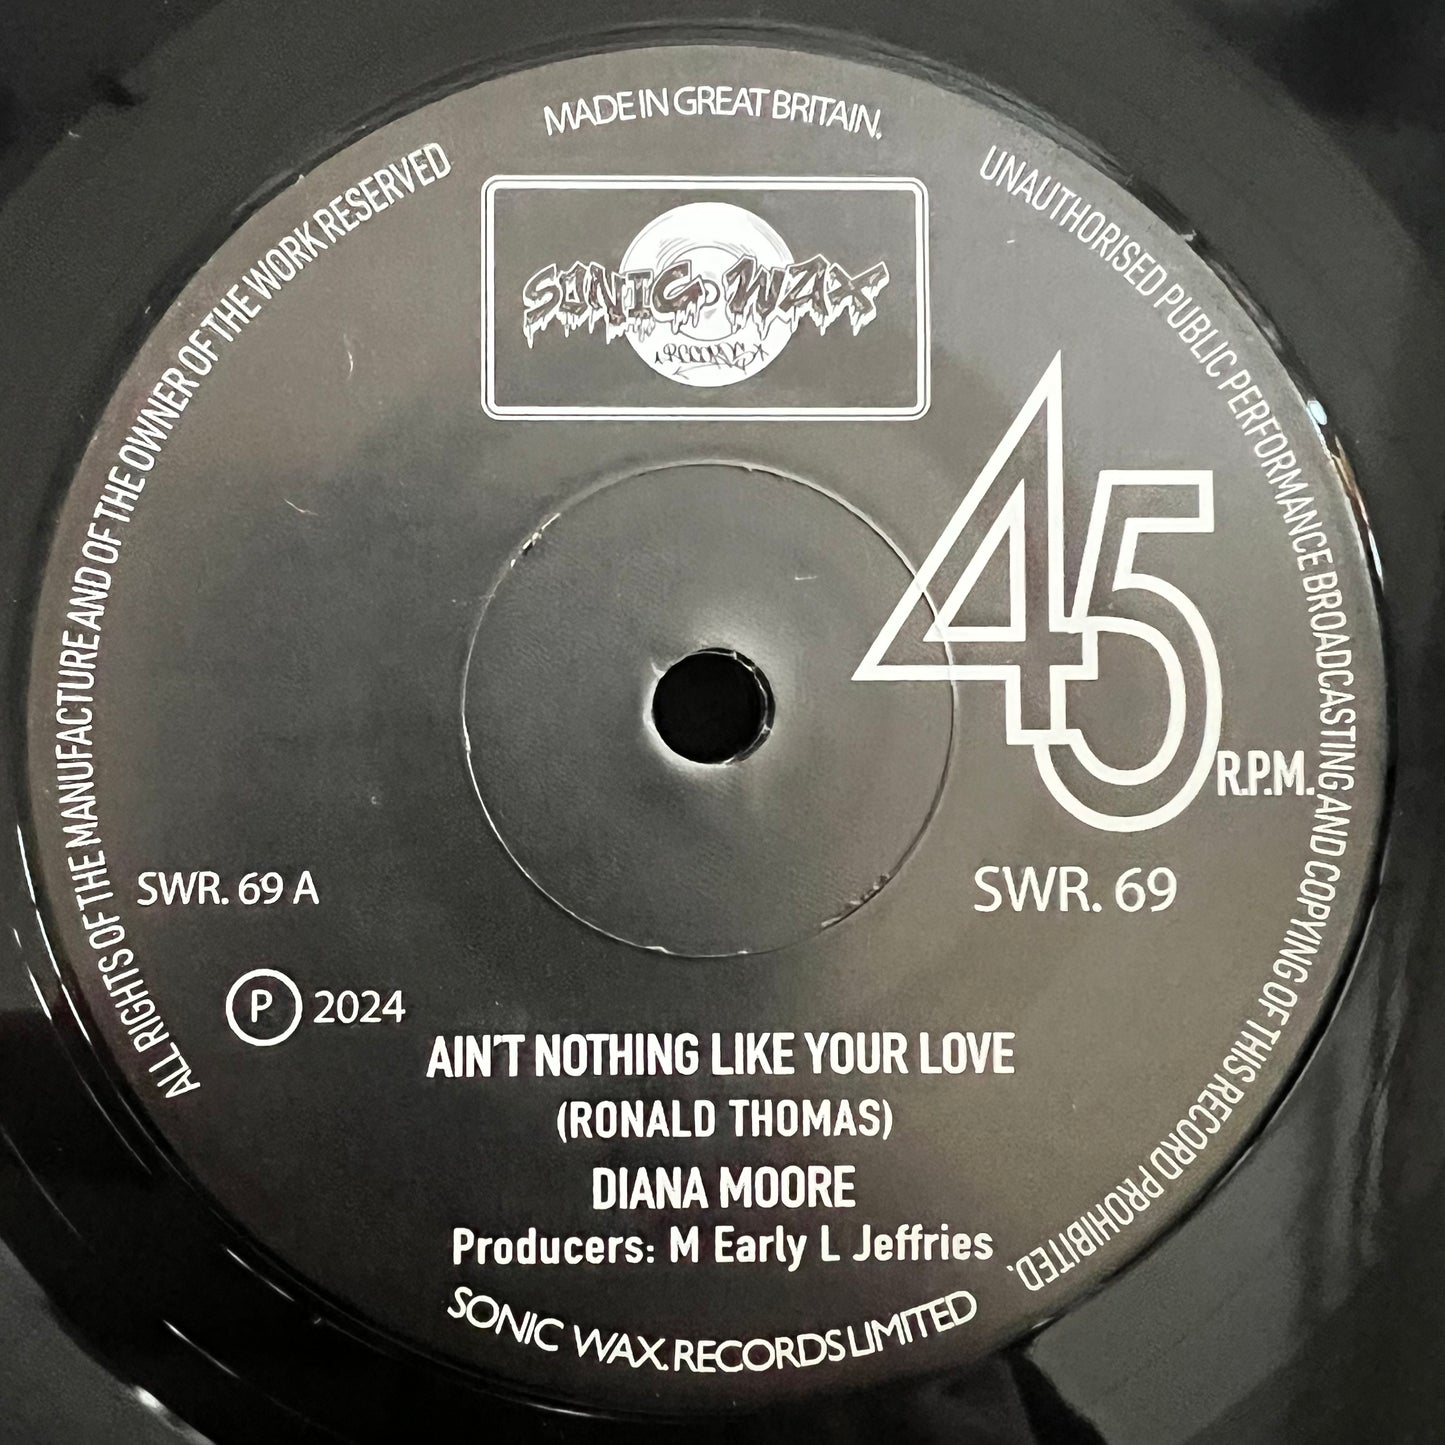 MADE IN GREAT BRITAIN.
UNAUTHORISED PUBLIC PERFORMANCE BROADCASTING AND COPYING OF THIS RECORD PROHIBITED.
ALL RIGHTS OF THE MANUFACTURE AND OF THE OWNER OF THE WORK RESERVED
SONIC WAX
RECORDS
45
R.P.M.
SWR. 69 A
SWR. 69
P 2024
AIN'T NOTHING LIKE YOUR LOVE
(RONALD THOMAS)
DIANA MOORE
Producers: M Early L Jeffries
SONIC WAX. RECORDS LIMITED